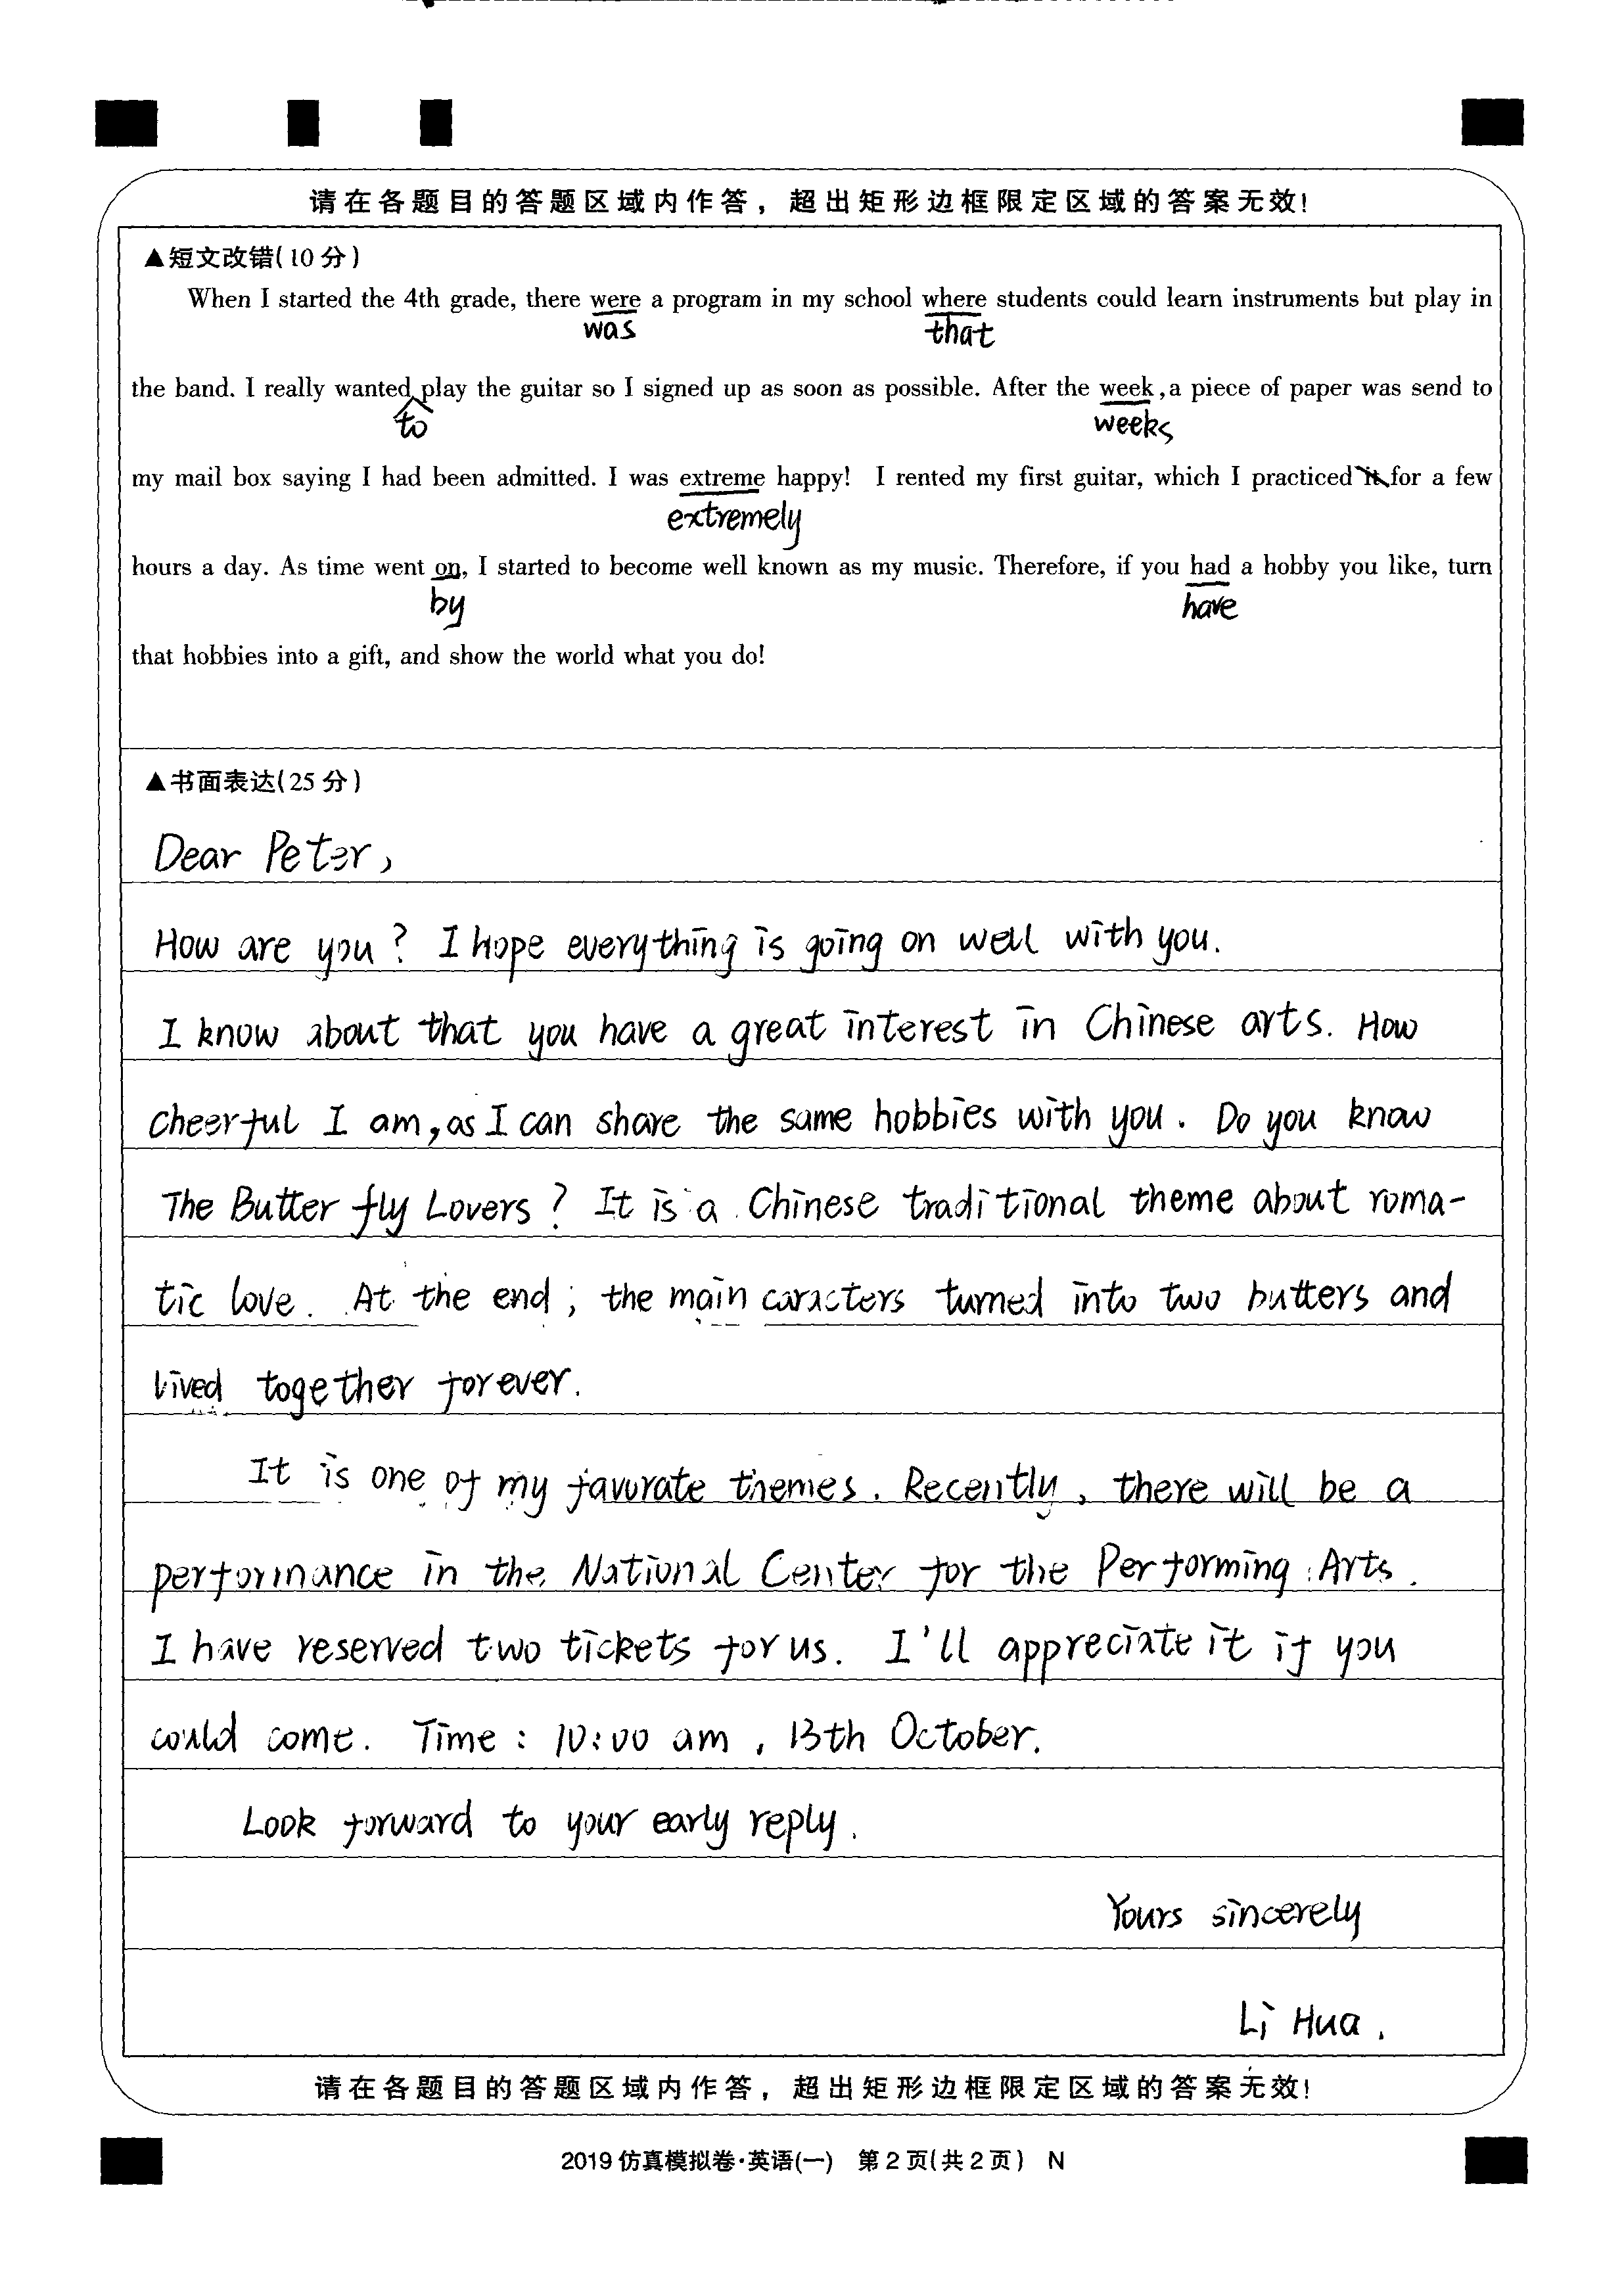 请在各题目的答题区域内作答，超出矩形边框限定区域的答案无效！
▲短文改错(10分)
When I started the 4th grade, there were a program in my school where students could learn instruments but play in
was that
the band. I really wanted play the guitar so I signed up as soon as possible. After the week, a piece of paper was send to
to weeks
my mail box saying I had been admitted. I was extreme happy! I rented my first guitar, which I practiced it for a few
extremely
hours a day. As time went on, I started to become well known as my music. Therefore, if you had a hobby you like, turn
by have
that hobbies into a gift, and show the world what you do!
▲书面表达(25分)
Dear Peter,
How are you? I hope everything is going on well with you.
I know about that you have a great interest in Chinese arts. How
cheerful I am, as I can share the same hobbies with you. Do you know
The Butterfly Lovers? It is a Chinese traditional theme about roma-
tic love. At the end, the main caracters turned into two butters and
lived together forever.
It is one of my favorate themes. Recently, there will be a
performance in the National Center for the Performing Arts.
I have reserved two tickets for us. I'll appreciate it if you
could come. Time: 10:00 am, 13th October.
Look forward to your early reply.
Yours sincerely
Li Hua.
请在各题目的答题区域内作答，超出矩形边框限定区域的答案无效！
2019仿真模拟卷·英语(一) 第2页(共2页) N